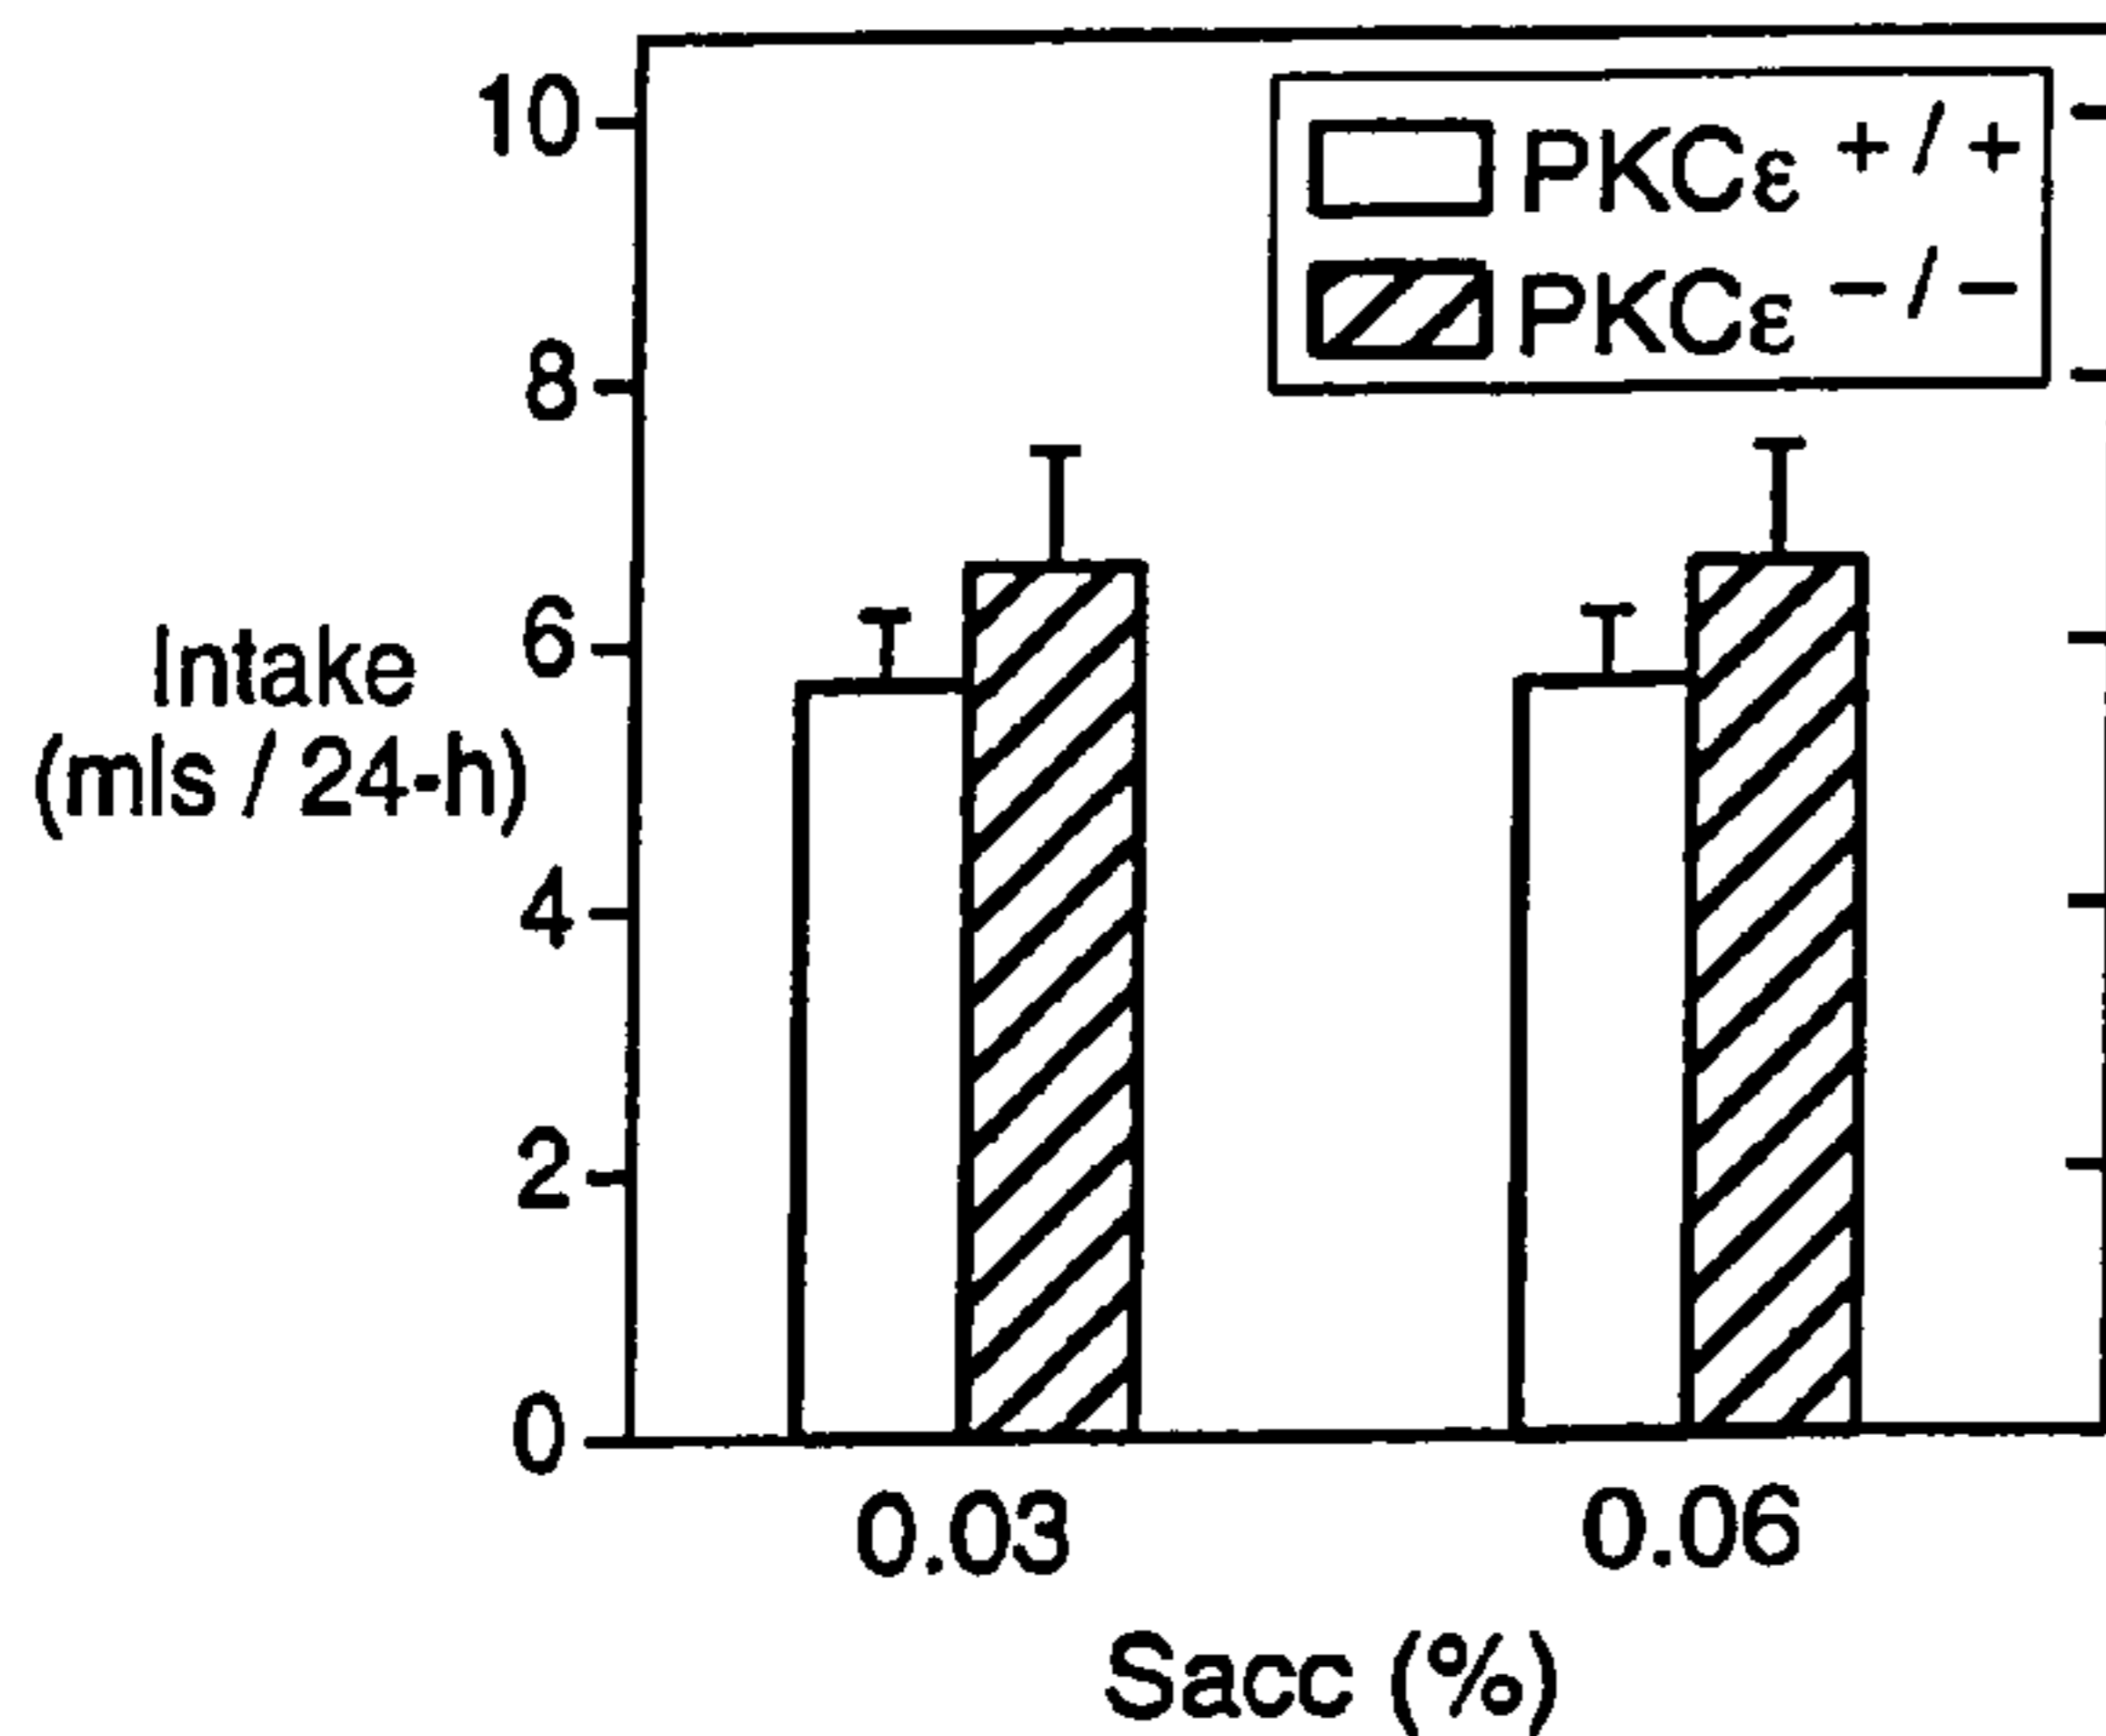 10
8
6
4
2
0
Intake
(mls / 24-h)
PKCε +/+
PKCε −/−
0.03 0.06
Sacc (%)